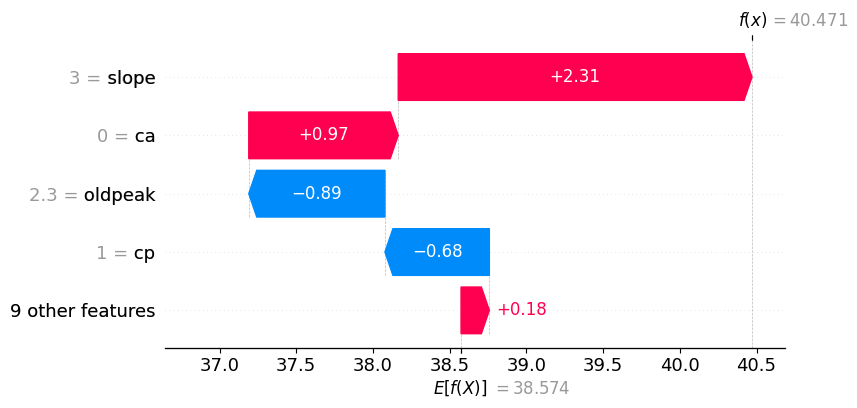 f(x) = 40.471
3 = slope
+2.31
0 = ca
+0.97
2.3 = oldpeak
−0.89
1 = cp
−0.68
9 other features
+0.18
37.0 37.5 38.0 38.5 39.0 39.5 40.0 40.5
E[f(X)] = 38.574